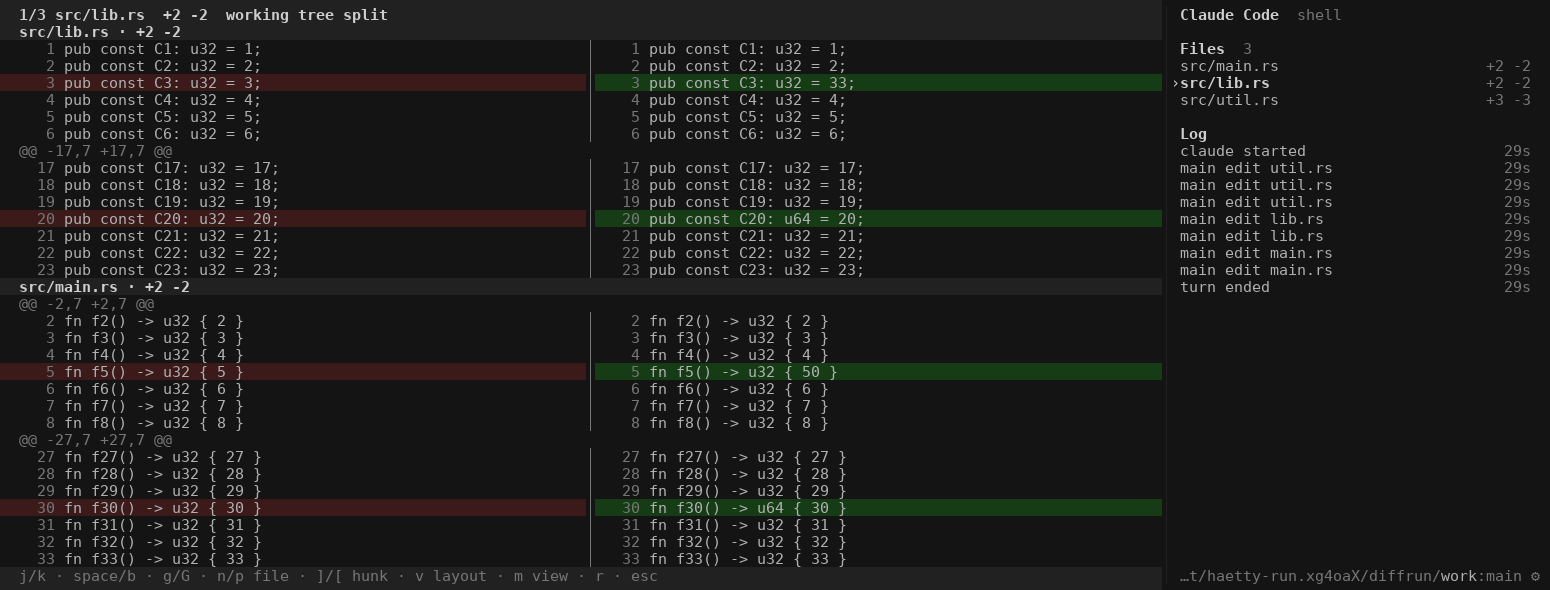 1/3 src/lib.rs  +2 -2  working tree split
src/lib.rs · +2 -2
1 pub const C1: u32 = 1;    1 pub const C1: u32 = 1;
2 pub const C2: u32 = 2;    2 pub const C2: u32 = 2;
3 pub const C3: u32 = 3;    3 pub const C3: u32 = 33;
4 pub const C4: u32 = 4;    4 pub const C4: u32 = 4;
5 pub const C5: u32 = 5;    5 pub const C5: u32 = 5;
6 pub const C6: u32 = 6;    6 pub const C6: u32 = 6;
@@ -17,7 +17,7 @@
17 pub const C17: u32 = 17;    17 pub const C17: u32 = 17;
18 pub const C18: u32 = 18;    18 pub const C18: u32 = 18;
19 pub const C19: u32 = 19;    19 pub const C19: u32 = 19;
20 pub const C20: u32 = 20;    20 pub const C20: u64 = 20;
21 pub const C21: u32 = 21;    21 pub const C21: u32 = 21;
22 pub const C22: u32 = 22;    22 pub const C22: u32 = 22;
23 pub const C23: u32 = 23;    23 pub const C23: u32 = 23;
src/main.rs · +2 -2
@@ -2,7 +2,7 @@
2 fn f2() -> u32 { 2 }    2 fn f2() -> u32 { 2 }
3 fn f3() -> u32 { 3 }    3 fn f3() -> u32 { 3 }
4 fn f4() -> u32 { 4 }    4 fn f4() -> u32 { 4 }
5 fn f5() -> u32 { 5 }    5 fn f5() -> u32 { 50 }
6 fn f6() -> u32 { 6 }    6 fn f6() -> u32 { 6 }
7 fn f7() -> u32 { 7 }    7 fn f7() -> u32 { 7 }
8 fn f8() -> u32 { 8 }    8 fn f8() -> u32 { 8 }
@@ -27,7 +27,7 @@
27 fn f27() -> u32 { 27 }    27 fn f27() -> u32 { 27 }
28 fn f28() -> u32 { 28 }    28 fn f28() -> u32 { 28 }
29 fn f29() -> u32 { 29 }    29 fn f29() -> u32 { 29 }
30 fn f30() -> u32 { 30 }    30 fn f30() -> u64 { 30 }
31 fn f31() -> u32 { 31 }    31 fn f31() -> u32 { 31 }
32 fn f32() -> u32 { 32 }    32 fn f32() -> u32 { 32 }
33 fn f33() -> u32 { 33 }    33 fn f33() -> u32 { 33 }
j/k · space/b · g/G · n/p file · ]/[ hunk · v layout · m view · r · esc
Claude Code  shell
Files  3
src/main.rs    +2 -2
›src/lib.rs    +2 -2
src/util.rs    +3 -3
Log
claude started    29s
main edit util.rs    29s
main edit util.rs    29s
main edit util.rs    29s
main edit lib.rs    29s
main edit lib.rs    29s
main edit main.rs    29s
main edit main.rs    29s
turn ended    29s
…t/haetty-run.xg4oaX/diffrun/work:main ⚙